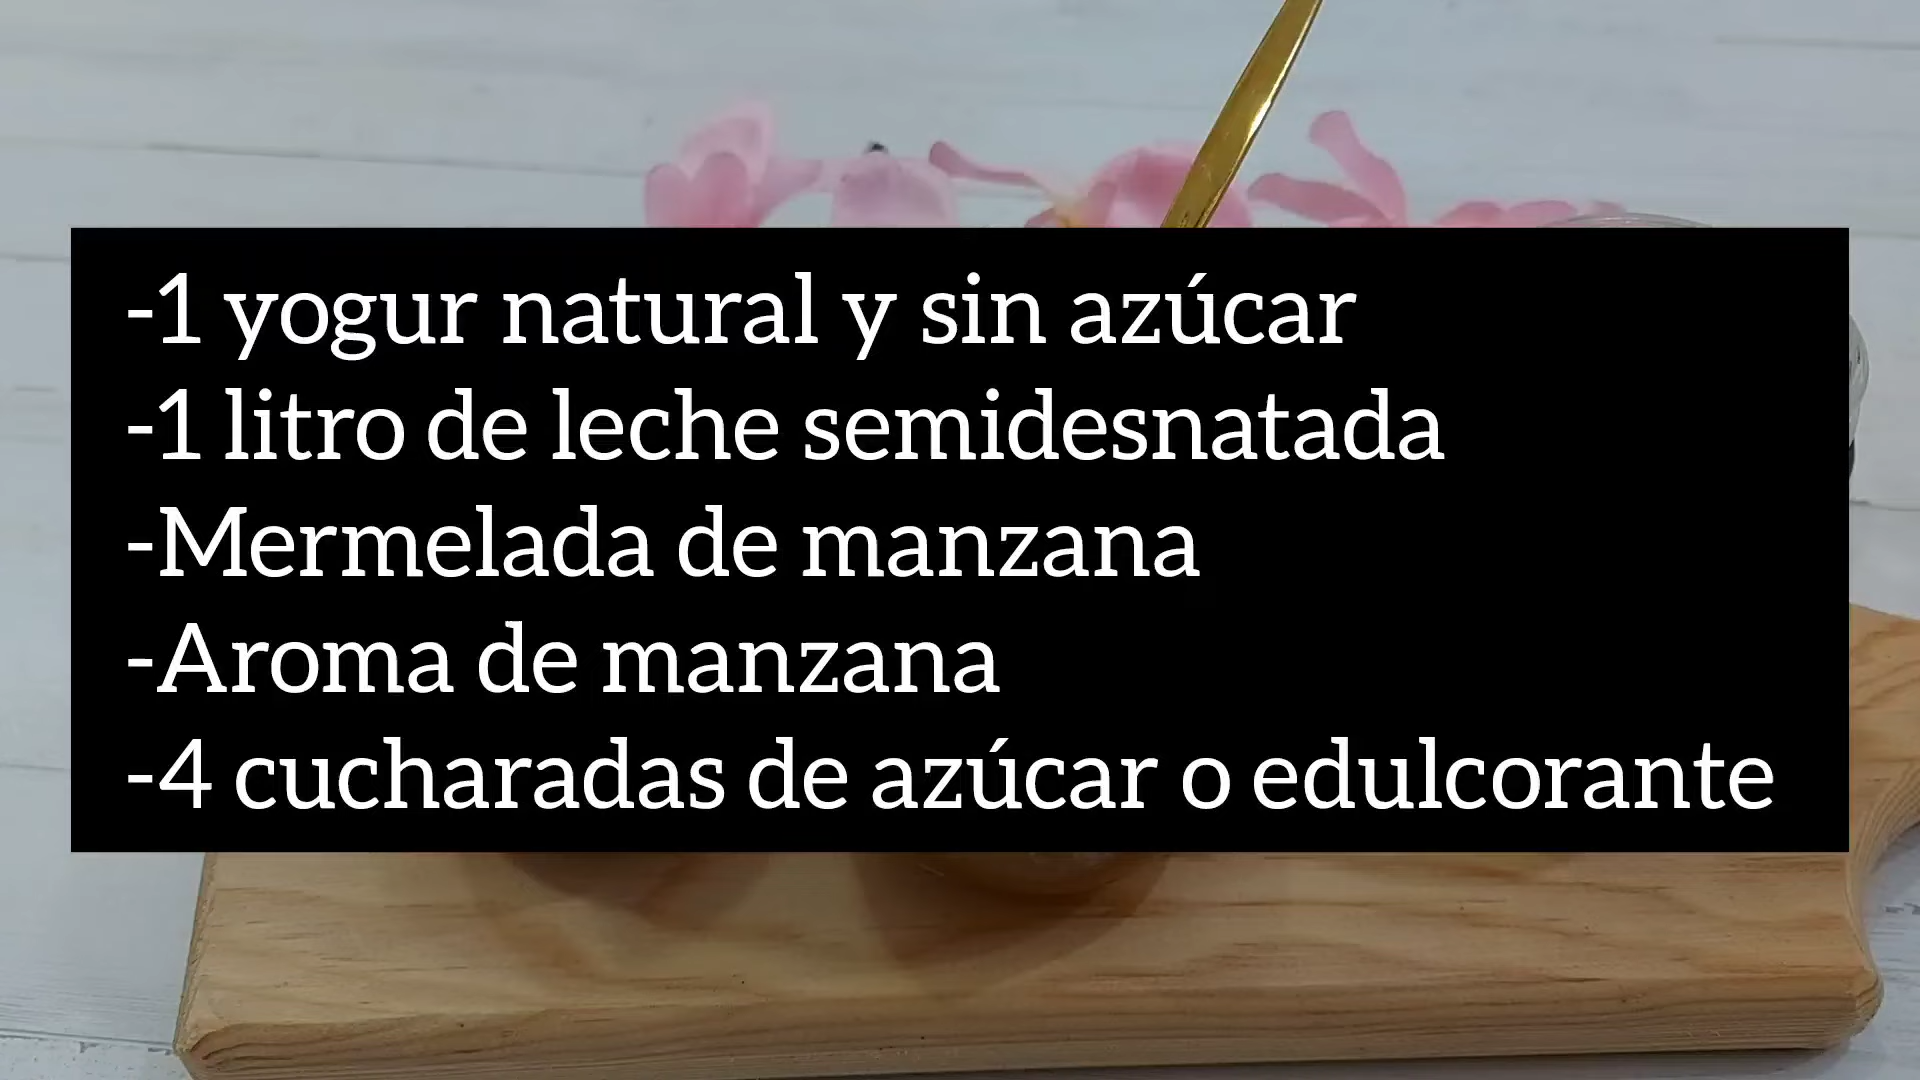 -1 yogur natural y sin azúcar
-1 litro de leche semidesnatada
-Mermelada de manzana
-Aroma de manzana
-4 cucharadas de azúcar o edulcorante